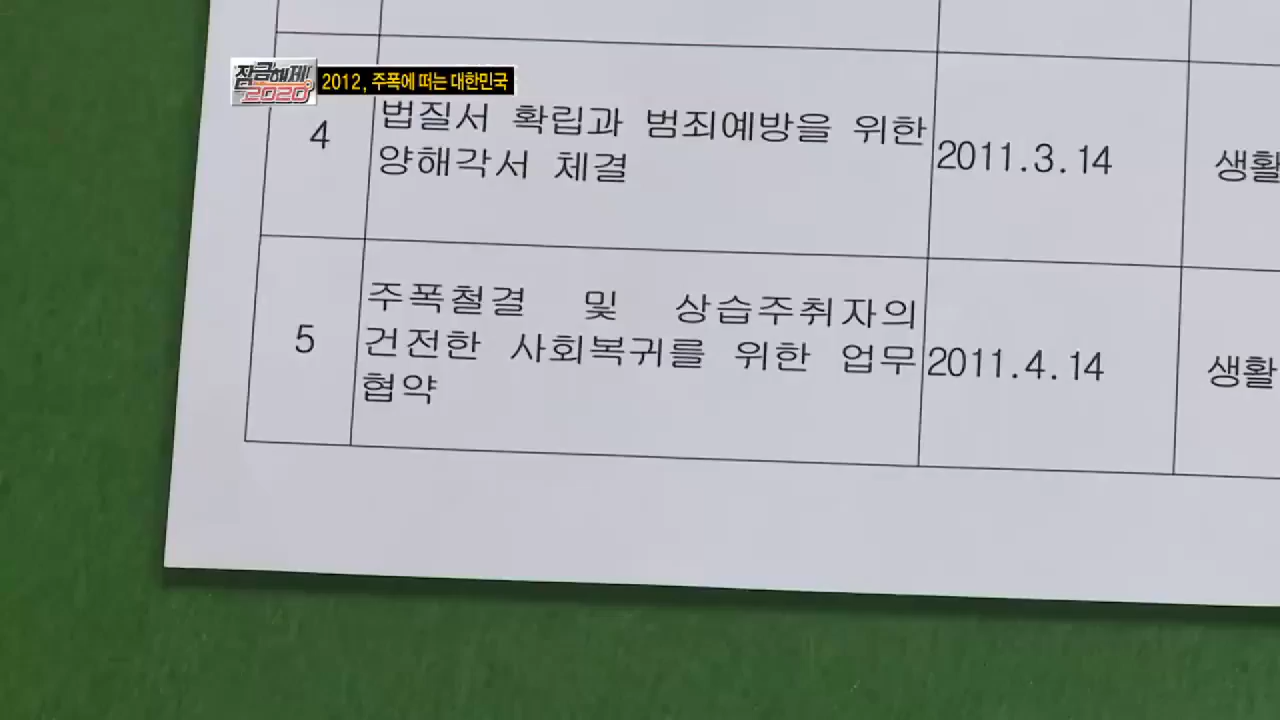 잠금해제!
2020
2012, 주폭에 떠는 대한민국
4
법질서 확립과 범죄예방을 위한
양해각서 체결
2011.3.14
생활
5
주폭철결 및 상습주취자의
건전한 사회복귀를 위한 업무
협약
2011.4.14
생활